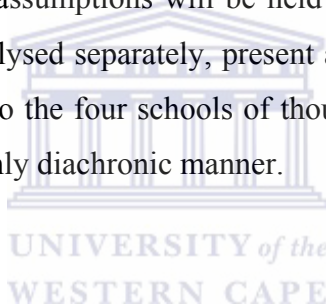 assumptions will be held
lysed separately, present a
o the four schools of thou
nly diachronic manner.
UNIVERSITY of the
WESTERN CAPE